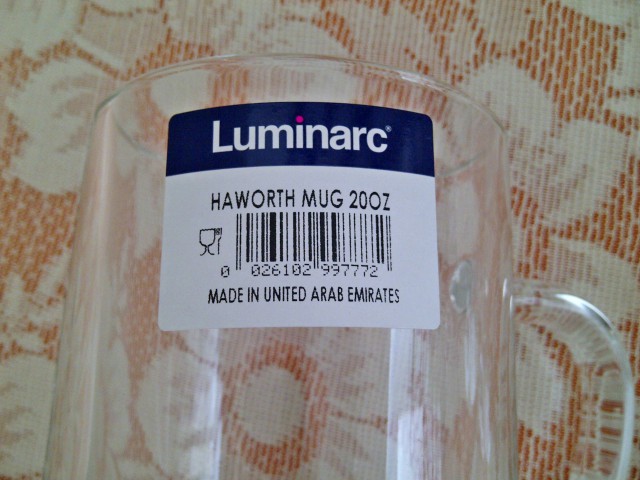 Luminarc®
HAWORTH MUG 20OZ
0 026102 997772
MADE IN UNITED ARAB EMIRATES